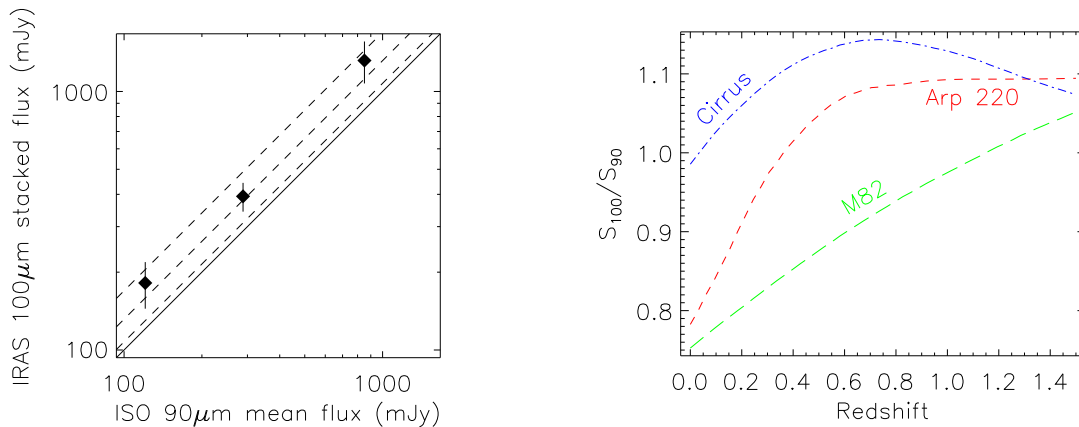 IRAS 100μm stacked flux (mJy)
1000
100
100
1000
ISO 90μm mean flux (mJy)
S100/S90
1.1
1.0
0.9
0.8
Cirrus
Arp 220
M82
0.0 0.2 0.4 0.6 0.8 1.0 1.2 1.4
Redshift